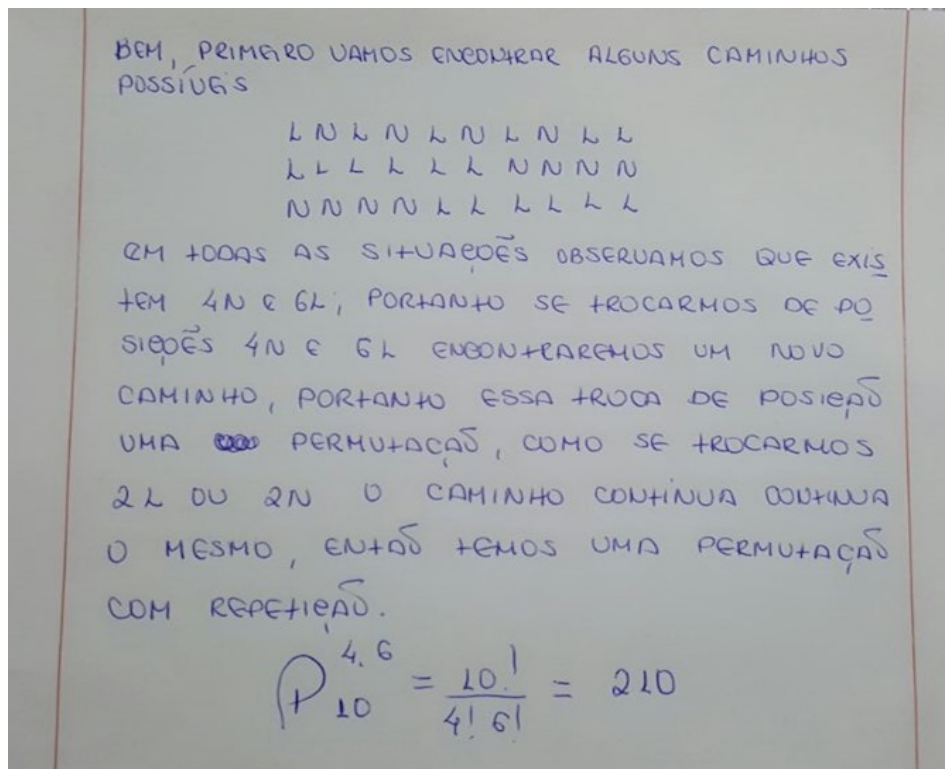 BEM, PRIMEIRO VAMOS ENCONTRAR ALGUNS CAMINHOS
POSSÍVEIS
L N L N L N L N L L
L L L L L L N N N N
N N N N L L L L L L
EM TODAS AS SITUAÇÕES OBSERVAMOS QUE EXIS
TEM 4N E 6L; PORTANTO SE TROCARMOS DE PO
SIÇÕES 4N E 6L ENCONTRAREMOS UM NOVO
CAMINHO, PORTANTO ESSA TROCA DE POSIÇÃO
UMA PERMUTAÇÃO, COMO SE TROCARMOS
2L OU 2N O CAMINHO CONTINUA CONTINUA
O MESMO, ENTÃO TEMOS UMA PERMUTAÇÃO
COM REPETIÇÃO.
P₁₀^{4,6} = 10!/4!6! = 210